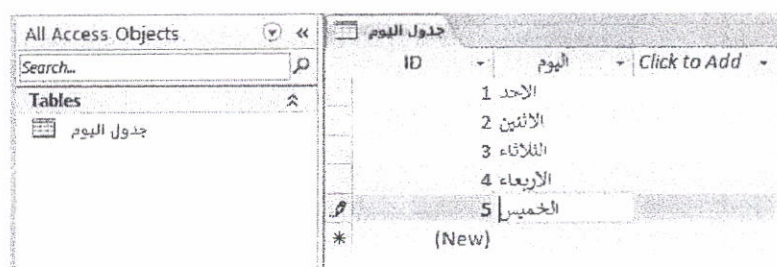 All Access Objects
Search...
Tables
جدول اليوم
جدول اليوم
ID اليوم Click to Add
1 الاحد
2 الاثنين
3 الثلاثاء
4 الاربعاء
5 الخميس
(New)